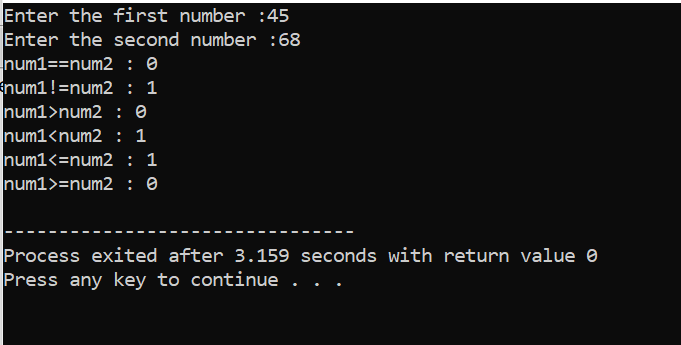 Enter the first number :45
Enter the second number :68
num1==num2 : 0
num1!=num2 : 1
num1>num2 : 0
num1<num2 : 1
num1<=num2 : 1
num1>=num2 : 0
--------------------------------
Process exited after 3.159 seconds with return value 0
Press any key to continue . . .